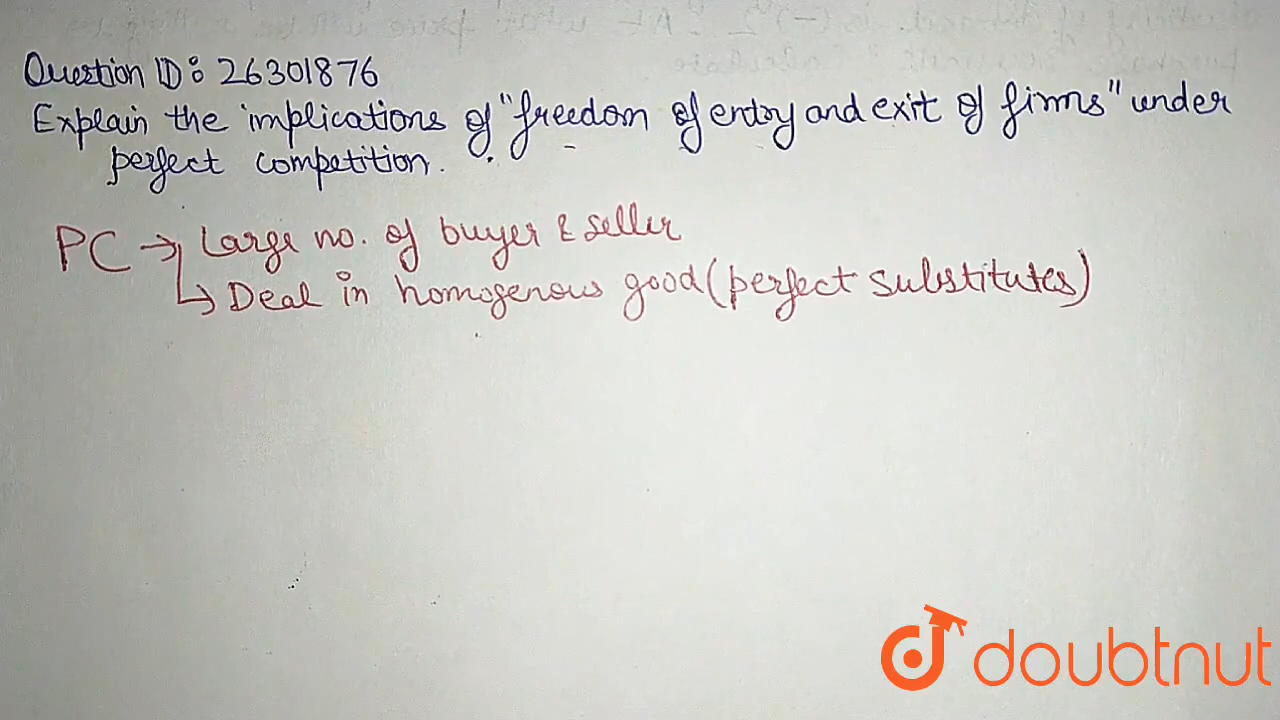 Question ID: 26301876
Explain the implications of "freedom of entry and exit of firms" under
perfect competition.
PC → Large no. of buyer & seller
→ Deal in homogenous good (perfect substitutes)
doubtnut